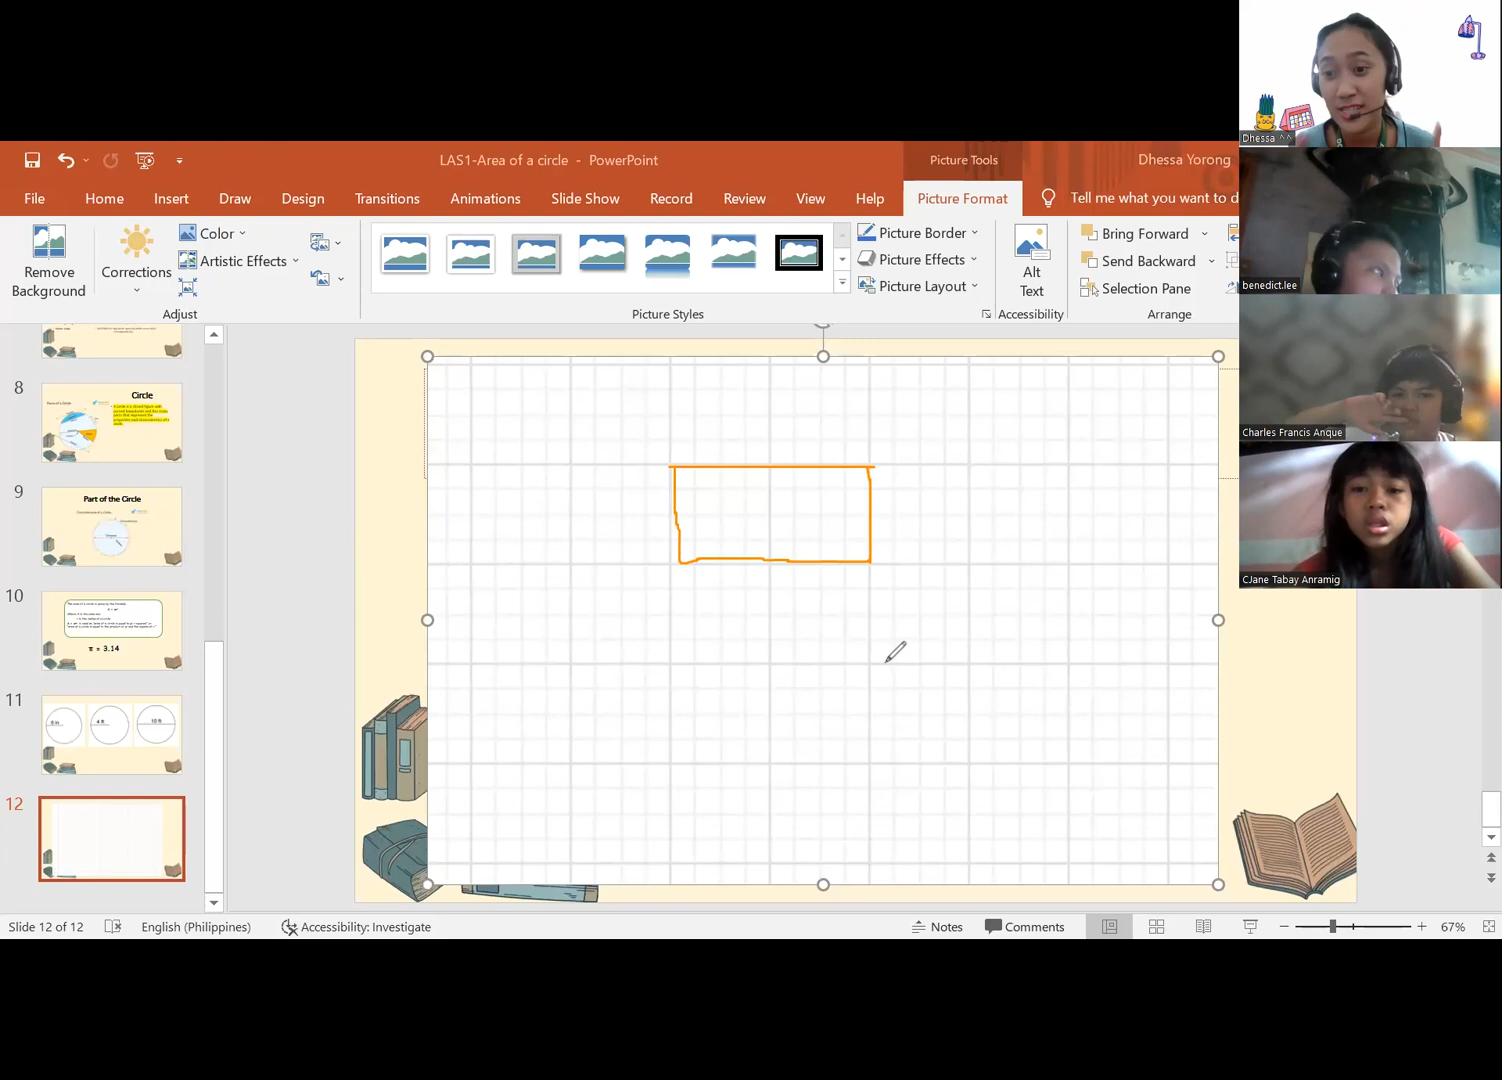 LAS1-Area of a circle - PowerPoint
Picture Tools
Dhessa Yorong
File
Home
Insert
Draw
Design
Transitions
Animations
Slide Show
Record
Review
View
Help
Picture Format
Tell me what you want to d
Remove
Background
Corrections
Color
Artistic Effects
Adjust
Picture Styles
Picture Border
Picture Effects
Picture Layout
Alt
Text
Accessibility
Bring Forward
Send Backward
Selection Pane
Arrange
Dhessa ^^
benedict.lee
Charles Francis Anque
CJane Tabay Anramig
8
Circle
9
Part of the Circle
10
π = 3.14
11
4 ft
10 ft
12
Slide 12 of 12
English (Philippines)
Accessibility: Investigate
Notes
Comments
67%